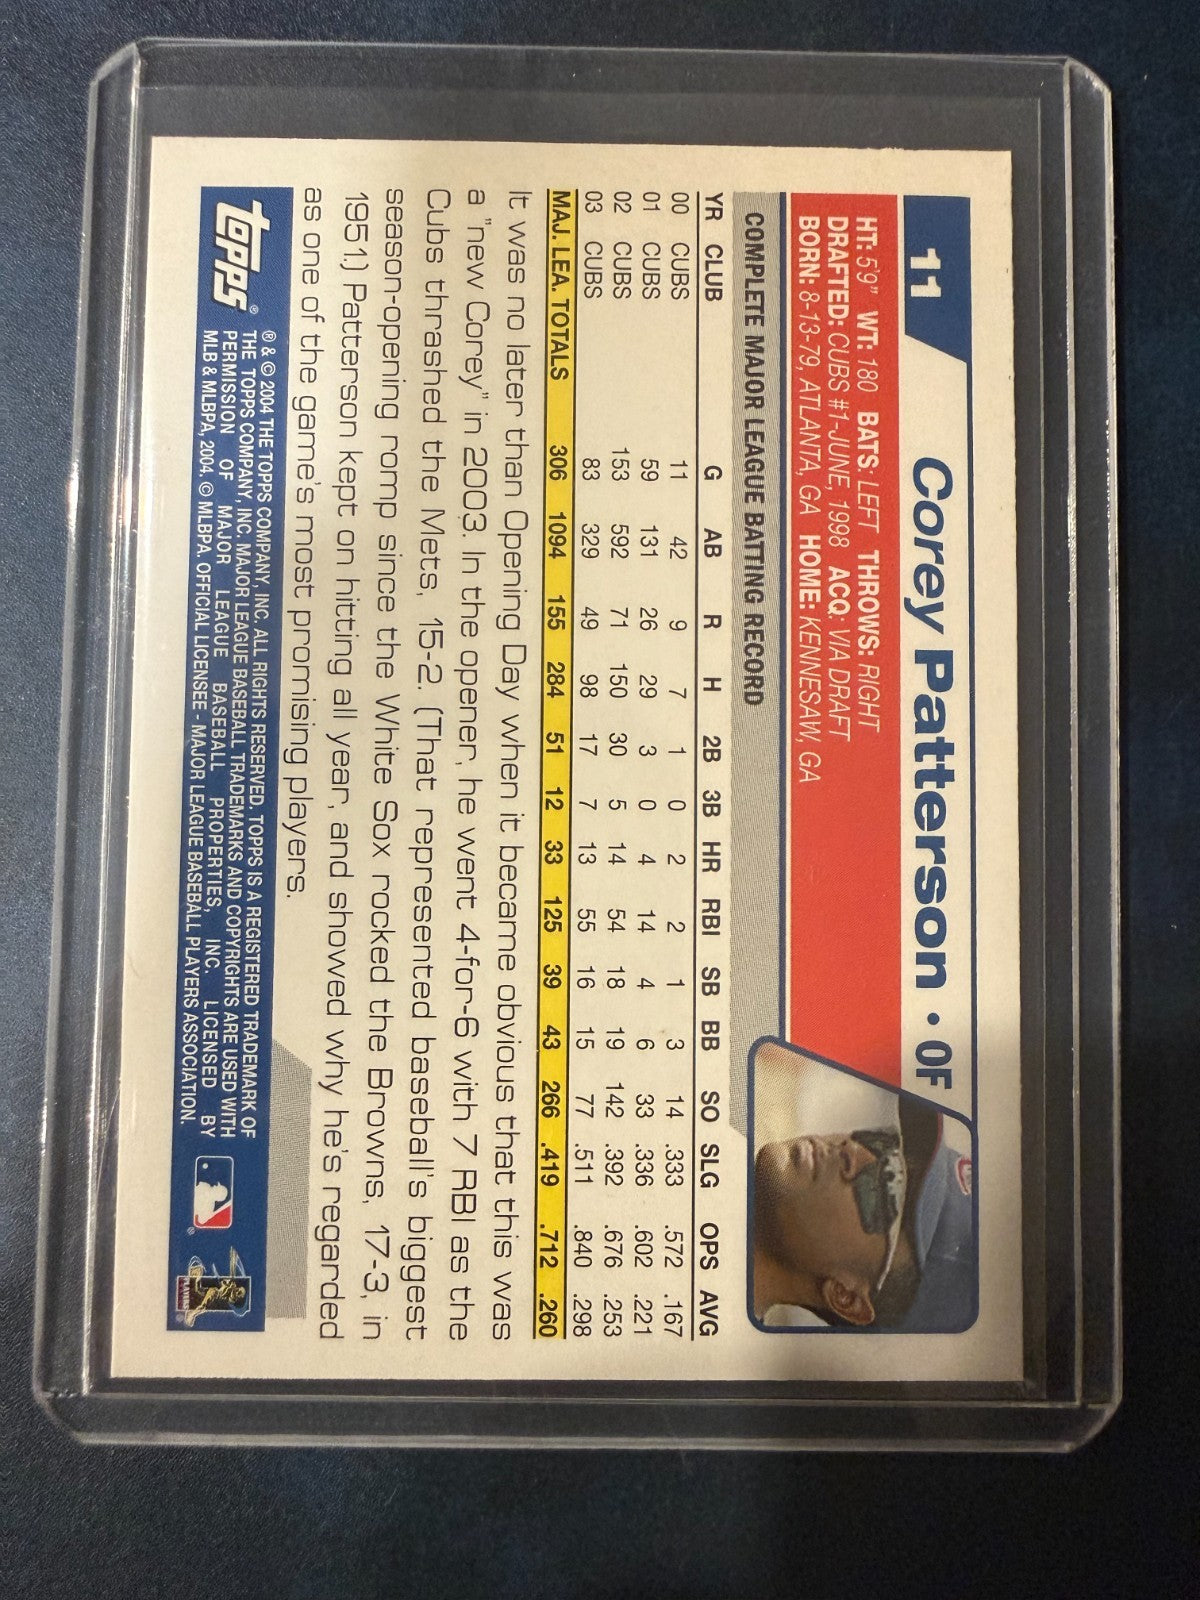 11
Corey Patterson • OF
HT: 5'9" WT: 180 BATS: LEFT THROWS: RIGHT
DRAFTED: CUBS #1-JUNE, 1998 ACQ: VIA DRAFT
BORN: 8-13-79, ATLANTA, GA HOME: KENNESAW, GA
COMPLETE MAJOR LEAGUE BATTING RECORD
YR CLUB G AB R H 2B 3B HR RBI SB BB SO SLG OPS AVG
00 CUBS 11 42 9 7 1 0 2 2 1 3 14 .333 .572 .167
01 CUBS 59 131 26 29 3 0 4 14 4 6 33 .336 .602 .221
02 CUBS 153 592 71 150 30 5 14 54 18 19 142 .392 .676 .253
03 CUBS 83 329 49 98 17 7 13 55 16 15 77 .511 .840 .298
MAJ. LEA. TOTALS 306 1094 155 284 51 12 33 125 39 43 266 .419 .712 .260
It was no later than Opening Day when it became obvious that this was
a "new Corey" in 2003. In the opener, he went 4-for-6 with 7 RBI as the
Cubs thrashed the Mets, 15-2. (That represented baseball's biggest
season-opening romp since the White Sox rocked the Browns, 17-3, in
1951.) Patterson kept on hitting all year, and showed why he's regarded
as one of the game's most promising players.
topps®
® & © 2004 THE TOPPS COMPANY, INC. ALL RIGHTS RESERVED. TOPPS IS A REGISTERED TRADEMARK OF
THE TOPPS COMPANY, INC. MAJOR LEAGUE BASEBALL TRADEMARKS AND COPYRIGHTS ARE USED WITH
PERMISSION OF MAJOR LEAGUE BASEBALL PROPERTIES, INC. LICENSED BY
MLB & MLBPA, 2004. © MLBPA. OFFICIAL LICENSEE - MAJOR LEAGUE BASEBALL PLAYERS ASSOCIATION.